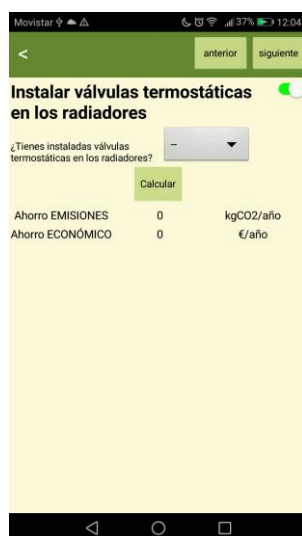 Movistar 37% 12:04
< anterior siguiente
Instalar válvulas termostáticas
en los radiadores
¿Tienes instaladas válvulas
termostáticas en los radiadores?
--
Calcular
Ahorro EMISIONES 0 kgCO2/año
Ahorro ECONÓMICO 0 €/año